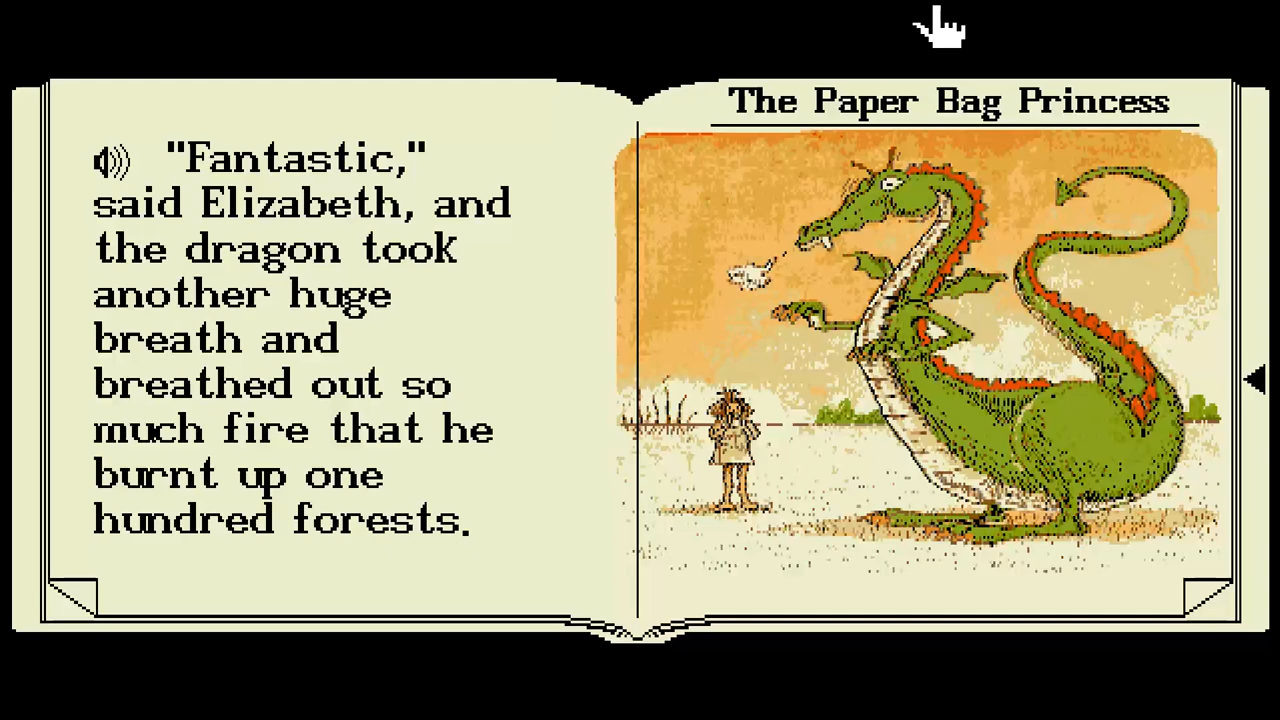 The Paper Bag Princess
"Fantastic,"
said Elizabeth, and
the dragon took
another huge
breath and
breathed out so
much fire that he
burnt up one
hundred forests.